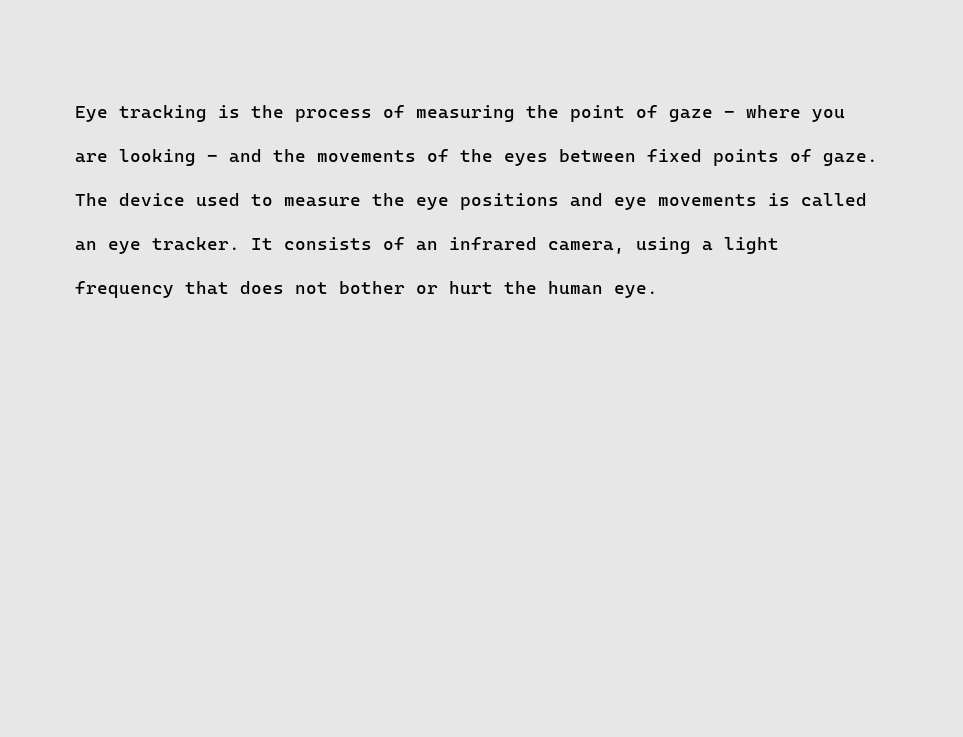 Eye tracking is the process of measuring the point of gaze – where you
are looking – and the movements of the eyes between fixed points of gaze.
The device used to measure the eye positions and eye movements is called
an eye tracker. It consists of an infrared camera, using a light
frequency that does not bother or hurt the human eye.